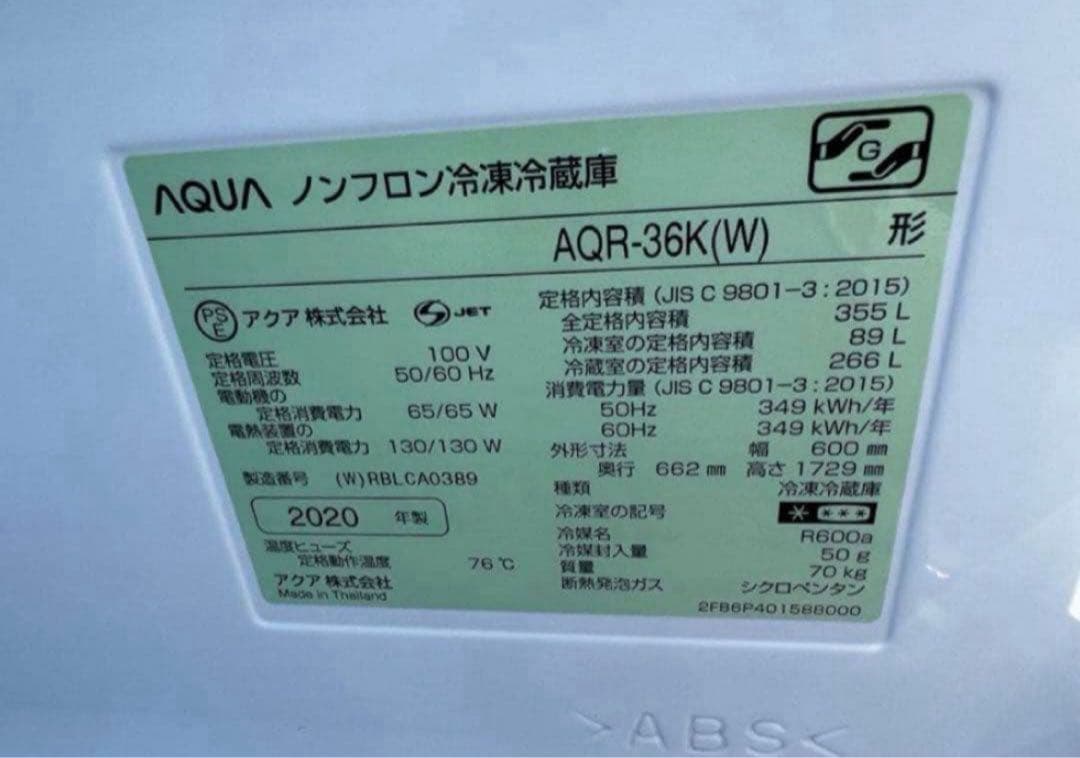 AQUA ノンフロン冷凍冷蔵庫
G
AQR-36K(W) 形
PSE アクア 株式会社 S JET
定格電圧 100 V
定格周波数 50/60 Hz
電動機の
定格消費電力 65/65 W
電熱装置の
定格消費電力 130/130 W
製造番号 (W)RBLCA0389
2020 年製
温度ヒューズ
定格動作温度 76℃
アクア 株式会社
Made in Thailand
定格内容積 (JIS C 9801-3:2015)
全定格内容積 355 L
冷凍室の定格内容積 89 L
冷蔵室の定格内容積 266 L
消費電力量 (JIS C 9801-3:2015)
50Hz 349 kWh/年
60Hz 349 kWh/年
外形寸法 幅 600 mm
奥行 662 mm 高さ 1729 mm
種類 冷凍冷蔵庫
冷凍室の記号 * ***
冷媒名 R600a
冷媒封入量 50 g
質量 70 kg
断熱発泡ガス シクロペンタン
2FB6P401588000
>ABS<